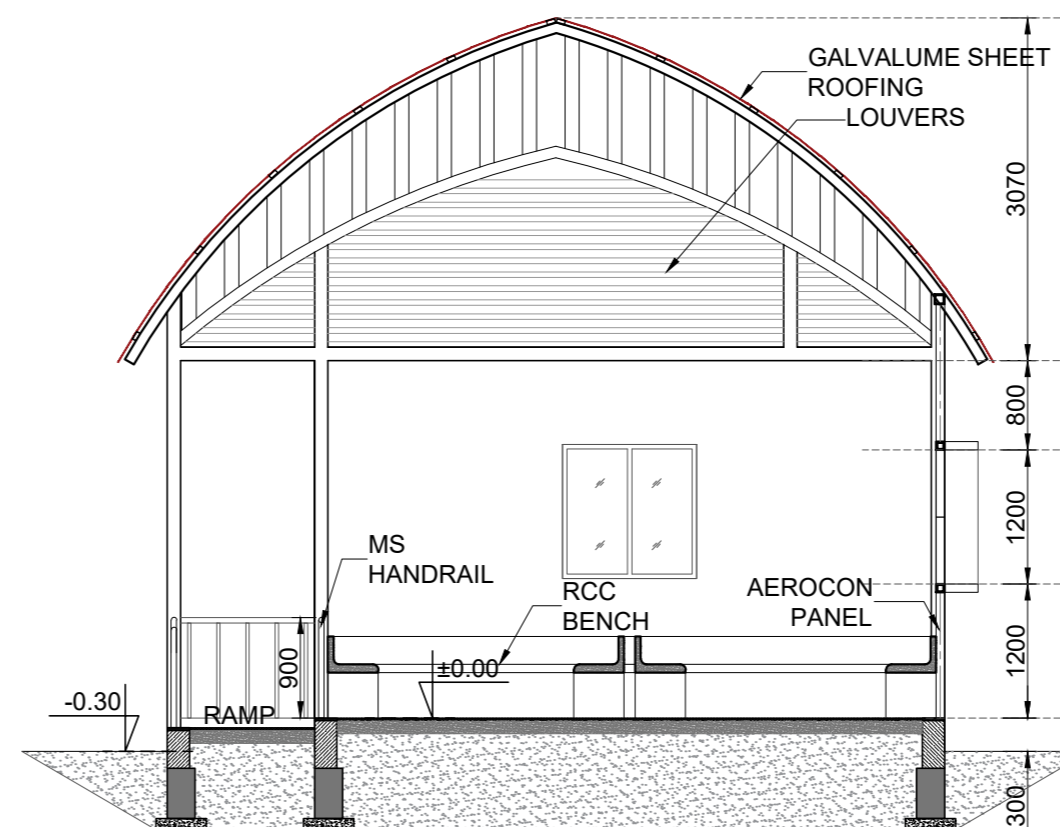 GALVALUME SHEET
ROOFING
LOUVERS
3070
800
1200
MS
HANDRAIL
RCC
BENCH
AEROCON
PANEL
1200
900
±0.00
-0.30
RAMP
300